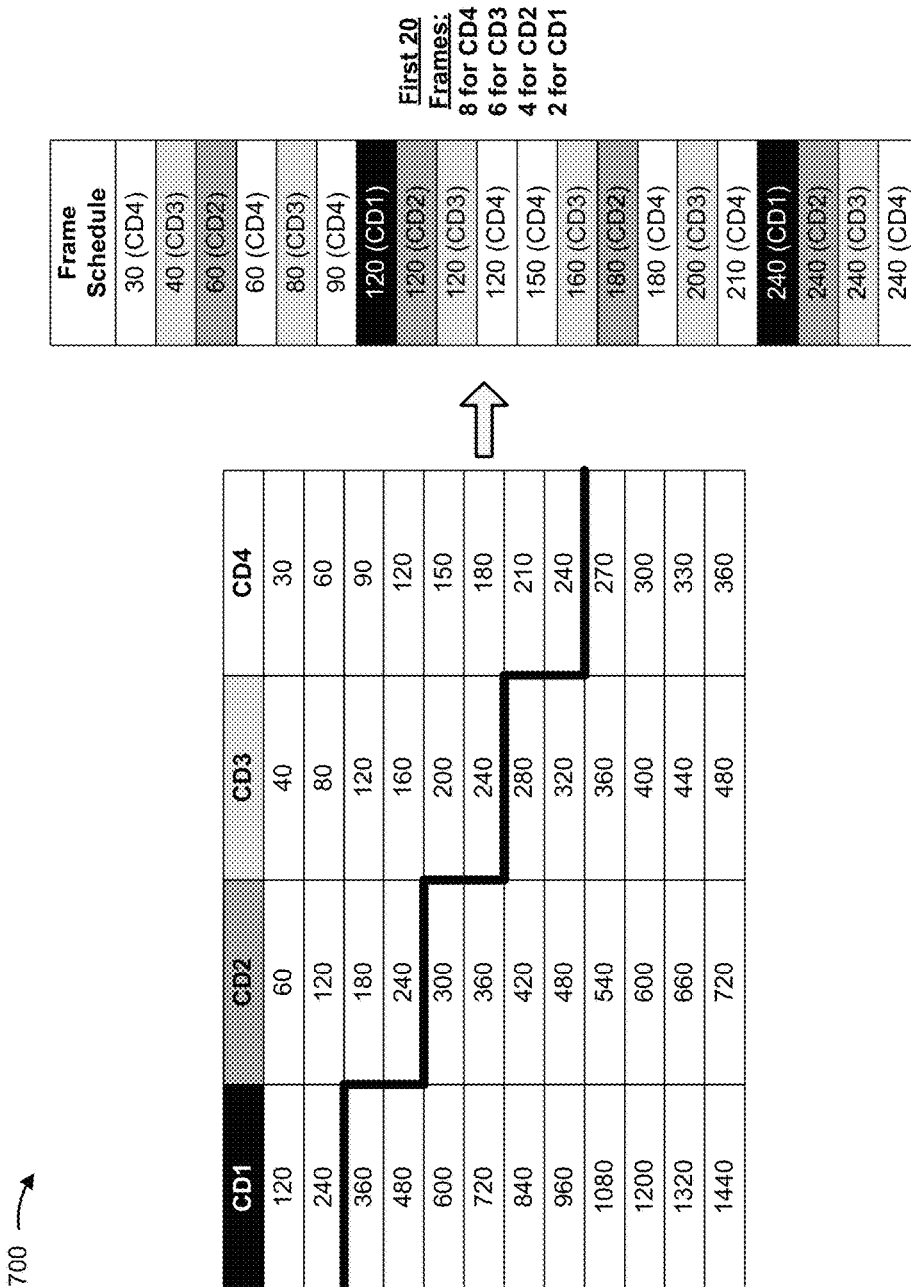 700
CD1 CD2 CD3 CD4
120 60 40 30
240 120 80 60
360 180 120 90
480 240 160 120
600 300 200 150
720 360 240 180
840 420 280 210
960 480 320 240
1080 540 360 270
1200 600 400 300
1320 660 440 330
1440 720 480 360
Frame
Schedule
30 (CD4)
40 (CD3)
60 (CD2)
60 (CD4)
80 (CD3)
90 (CD4)
120 (CD1)
120 (CD2)
120 (CD3)
120 (CD4)
150 (CD4)
160 (CD3)
180 (CD2)
180 (CD4)
200 (CD3)
210 (CD4)
240 (CD1)
240 (CD2)
240 (CD3)
240 (CD4)
First 20
Frames:
8 for CD4
6 for CD3
4 for CD2
2 for CD1